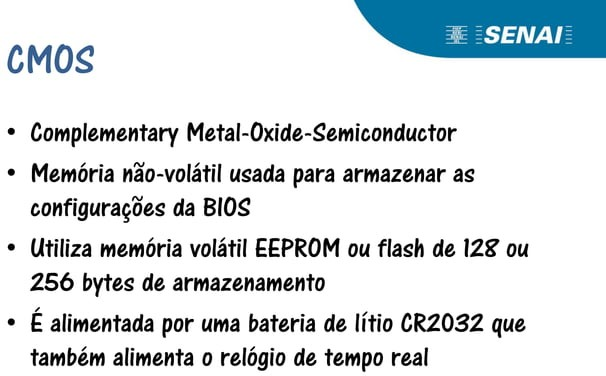 SENAI
CMOS
• Complementary Metal-Oxide-Semiconductor
• Memória não-volátil usada para armazenar as
configurações da BIOS
• Utiliza memória volátil EEPROM ou flash de 128 ou
256 bytes de armazenamento
• É alimentada por uma bateria de lítio CR2032 que
também alimenta o relógio de tempo real